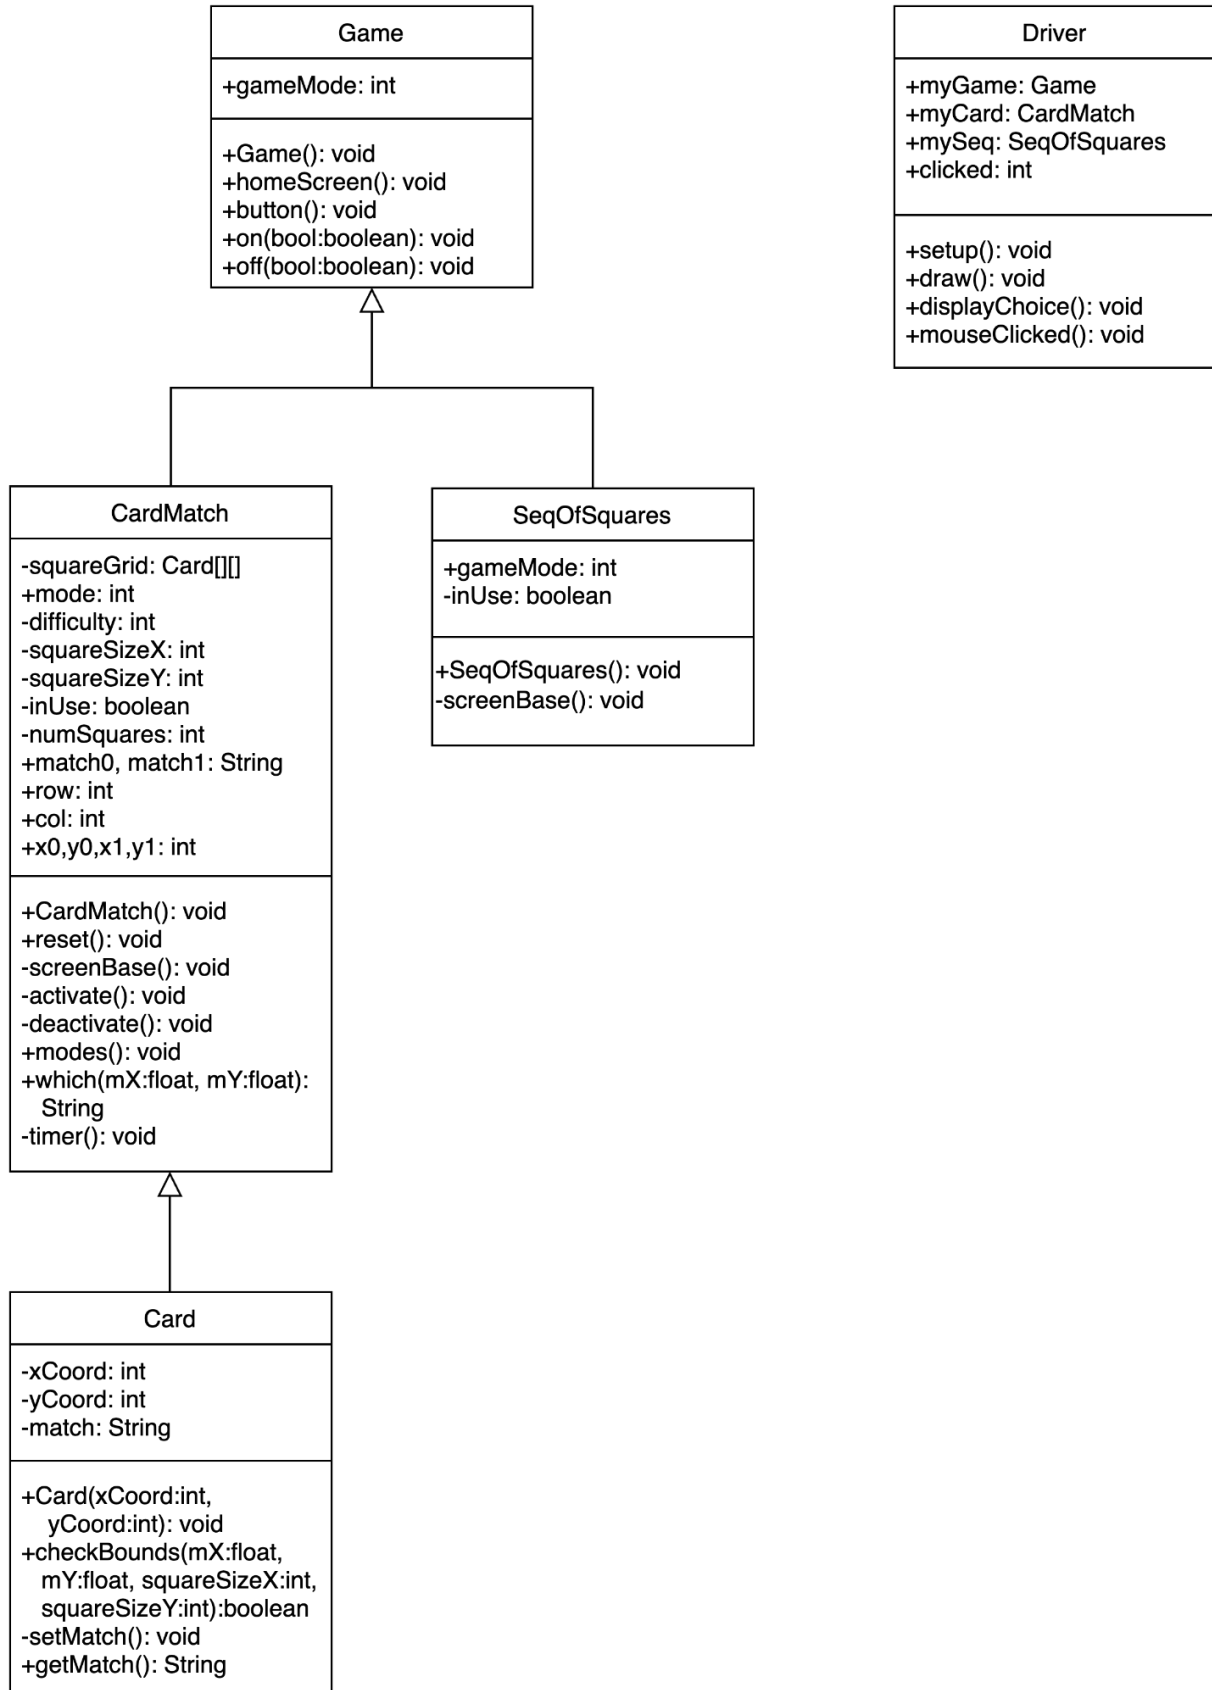 Game
+gameMode: int
+Game(): void
+homeScreen(): void
+button(): void
+on(bool:boolean): void
+off(bool:boolean): void
Driver
+myGame: Game
+myCard: CardMatch
+mySeq: SeqOfSquares
+clicked: int
+setup(): void
+draw(): void
+displayChoice(): void
+mouseClicked(): void
CardMatch
-squareGrid: Card[][]
+mode: int
-difficulty: int
-squareSizeX: int
-squareSizeY: int
-inUse: boolean
-numSquares: int
+match0, match1: String
+row: int
+col: int
+x0,y0,x1,y1: int
+CardMatch(): void
+reset(): void
-screenBase(): void
-activate(): void
-deactivate(): void
+modes(): void
+which(mX:float, mY:float):
String
-timer(): void
SeqOfSquares
+gameMode: int
-inUse: boolean
+SeqOfSquares(): void
-screenBase(): void
Card
-xCoord: int
-yCoord: int
-match: String
+Card(xCoord:int,
yCoord:int): void
+checkBounds(mX:float,
mY:float, squareSizeX:int,
squareSizeY:int):boolean
-setMatch(): void
+getMatch(): String